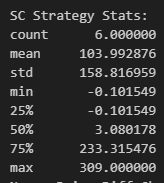 SC Strategy Stats:
count 6.000000
mean 103.992876
std 158.816959
min -0.101549
25% -0.101549
50% 3.080178
75% 233.315476
max 309.000000